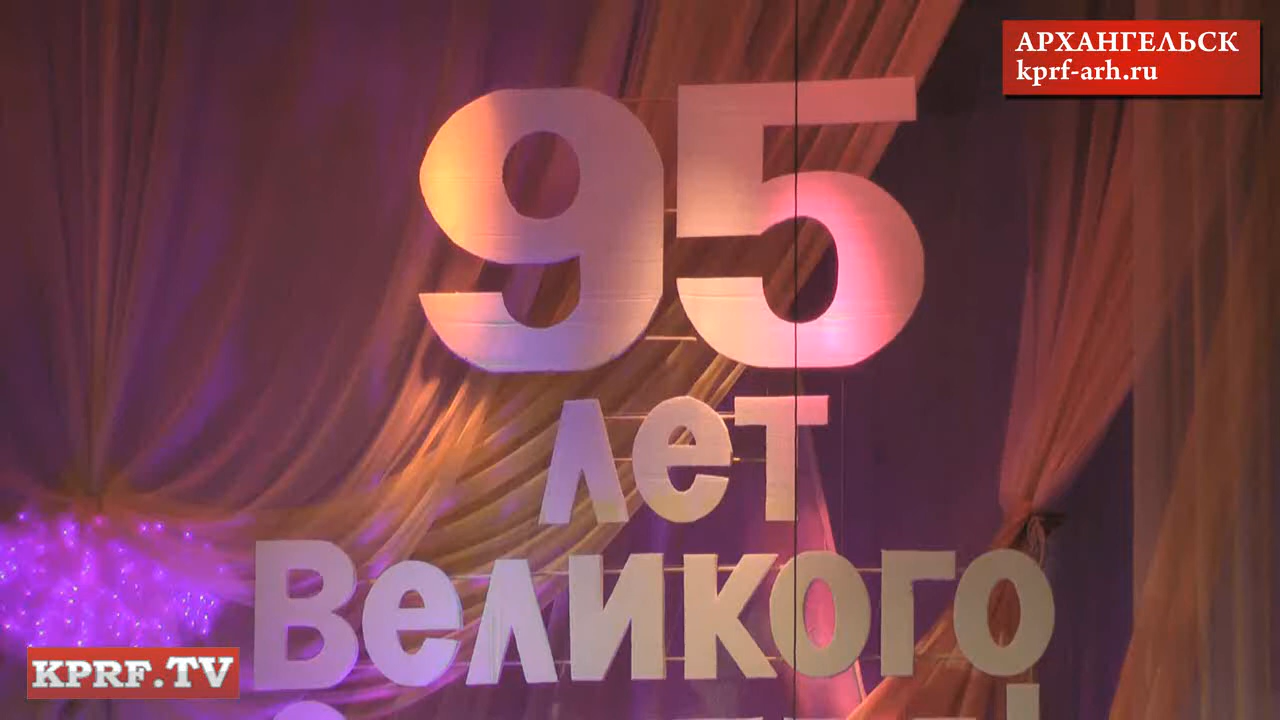 АРХАНГЕЛЬСК
kprf-arh.ru
95
лет
Великого
KPRF.TV